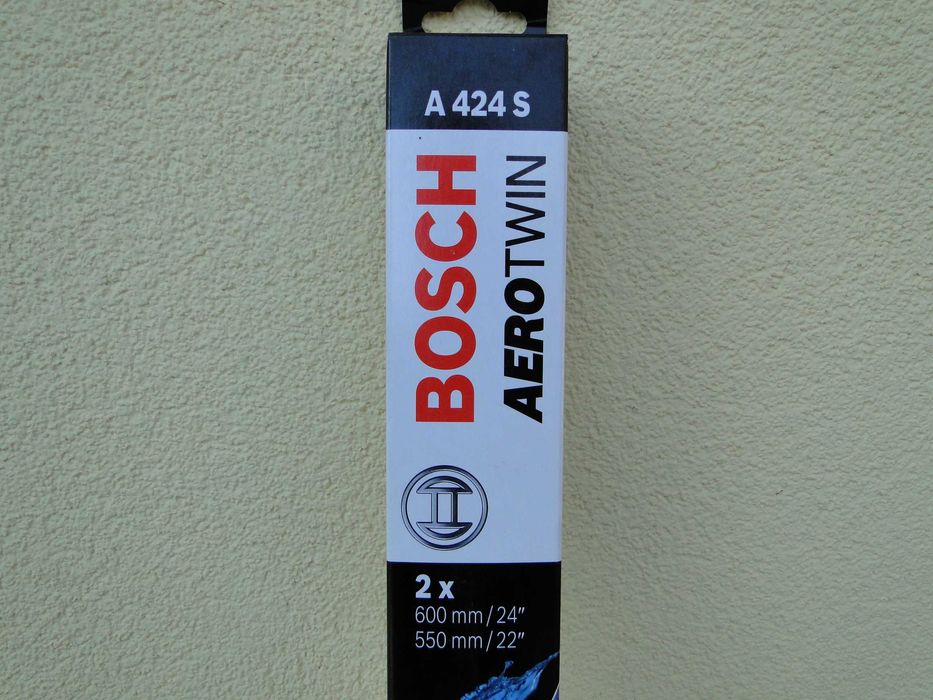 A 424 S
BOSCH
AEROTWIN
2 x
600 mm / 24″
550 mm / 22″